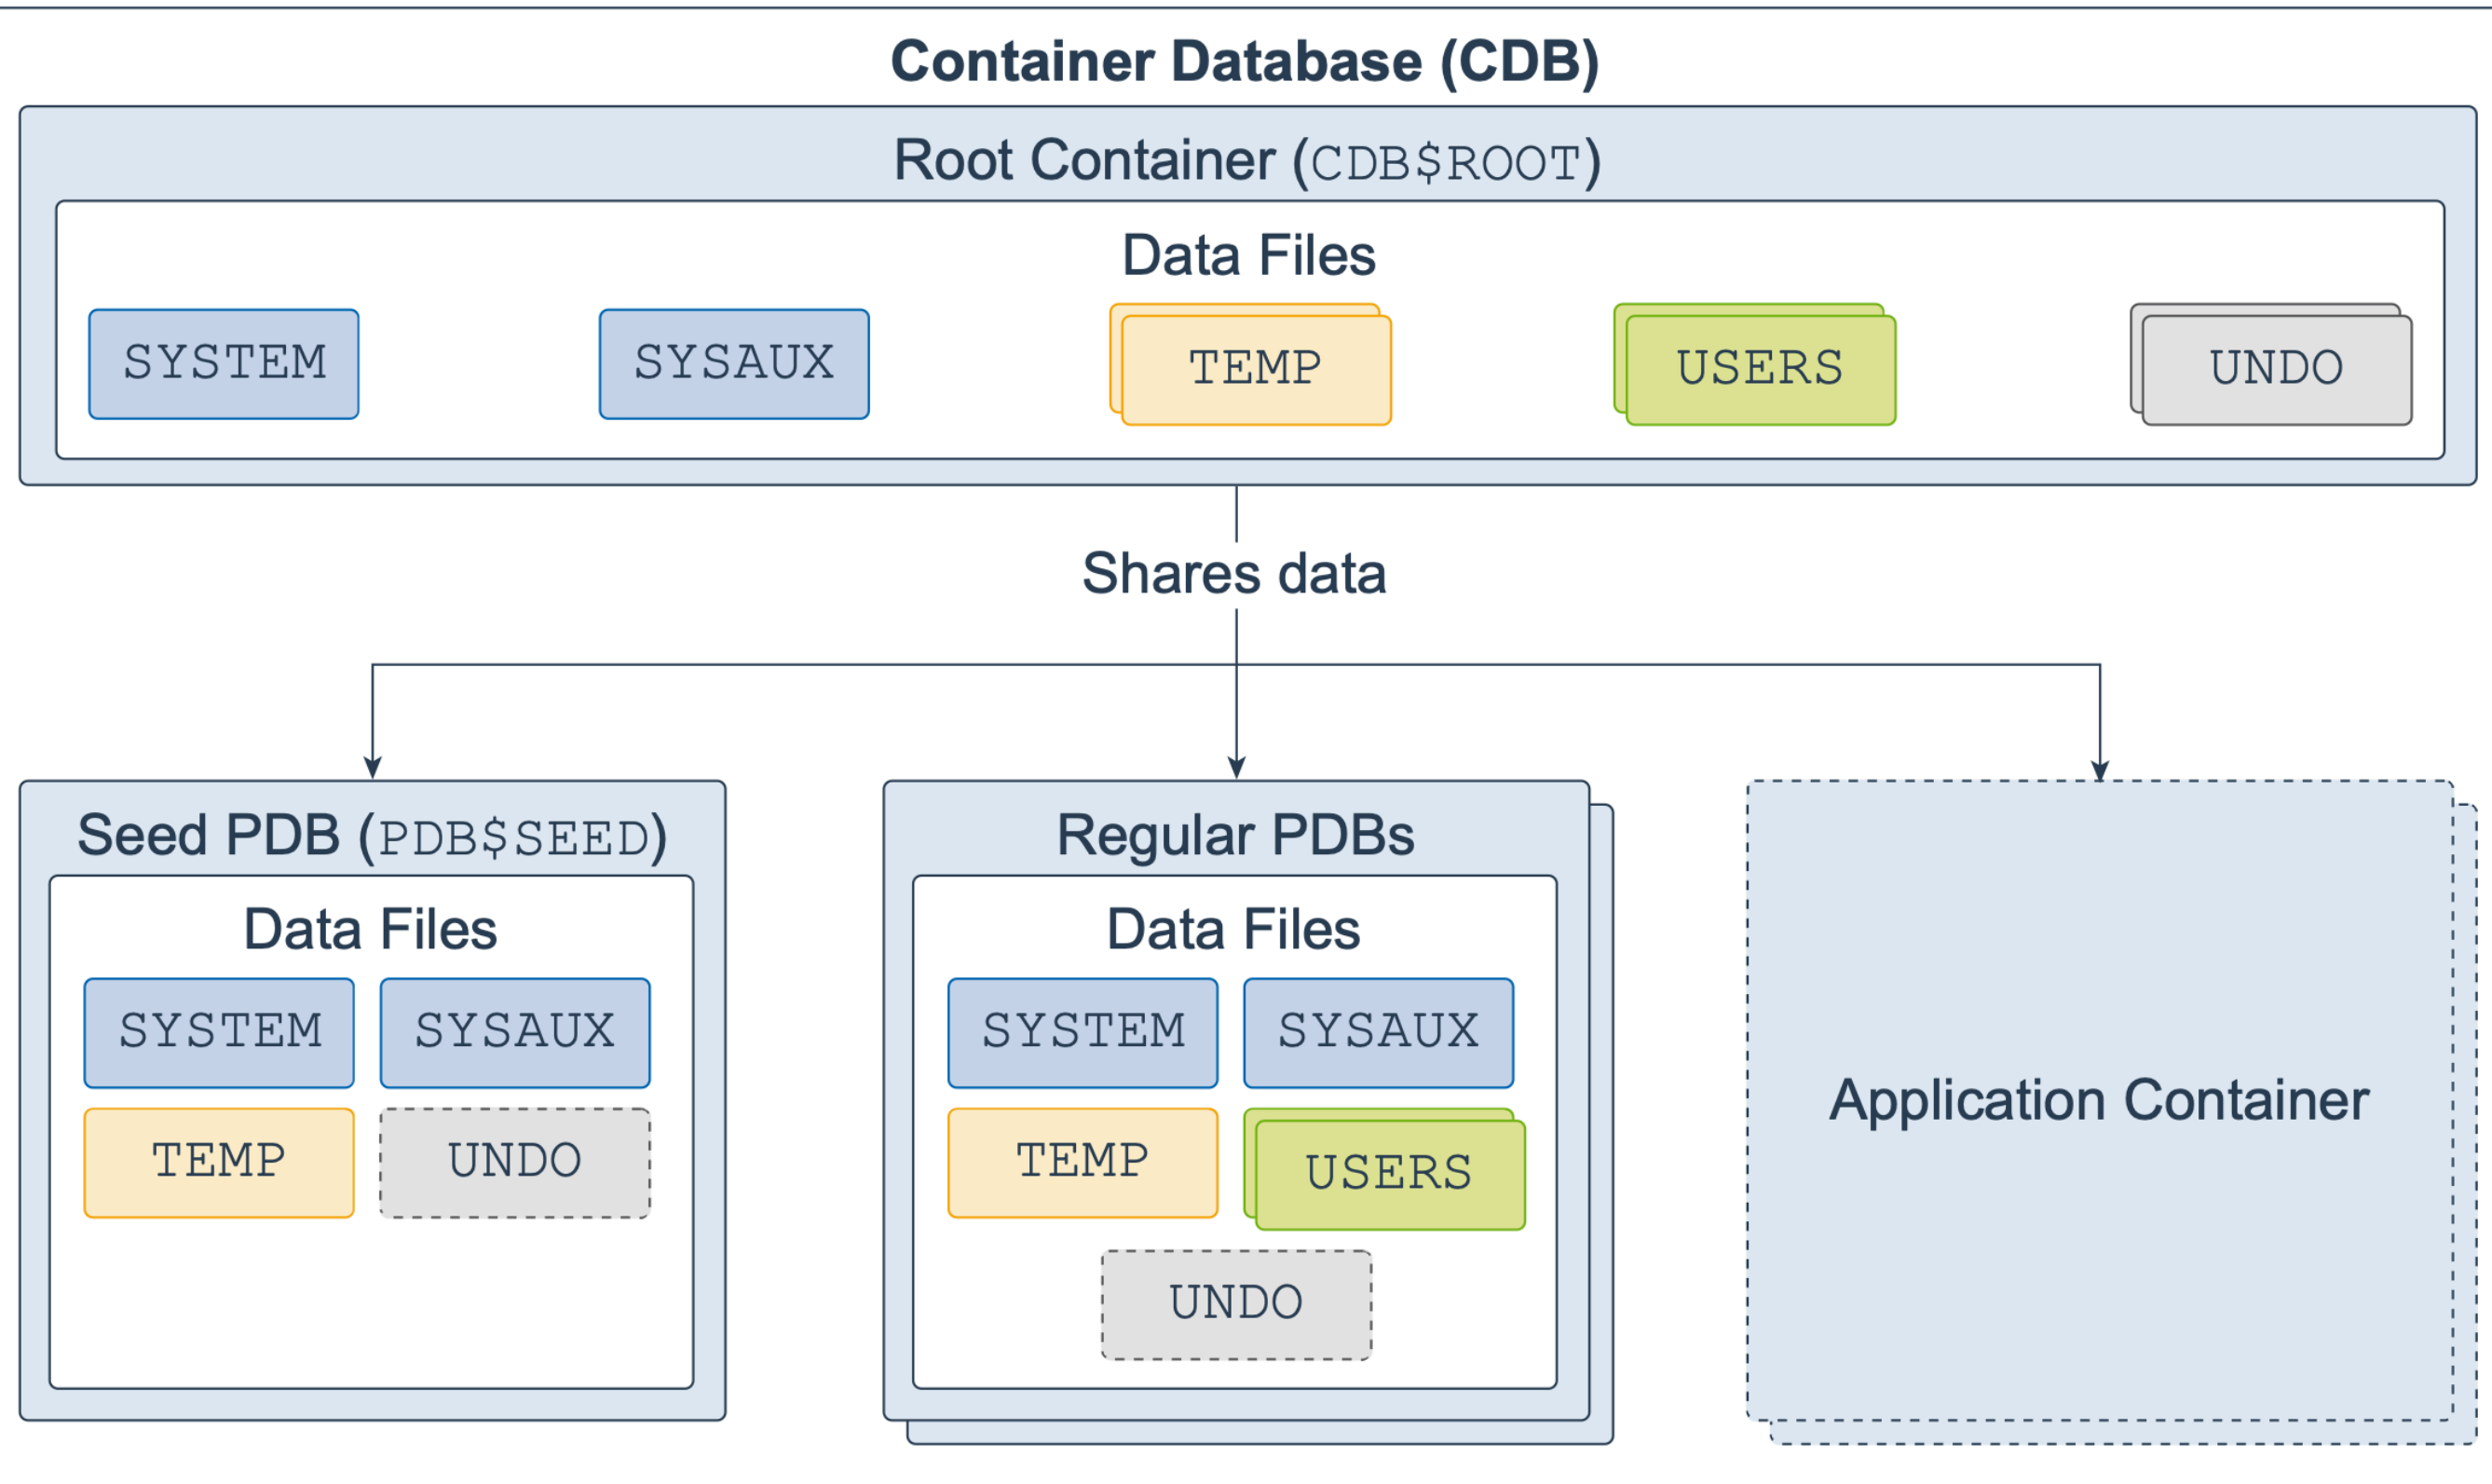 Container Database (CDB)
Root Container (CDB$ROOT)
Data Files
SYSTEM
SYSAUX
TEMP
USERS
UNDO
Shares data
Seed PDB (PDB$SEED)
Data Files
SYSTEM
SYSAUX
TEMP
UNDO
Regular PDBs
Data Files
SYSTEM
SYSAUX
TEMP
USERS
UNDO
Application Container